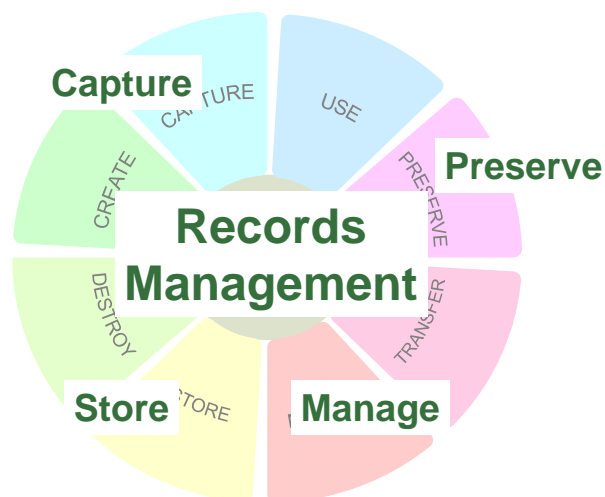 Capture
CAPTURE
USE
Preserve
PRESERVE
CREATE
Records
Management
DESTROY
TRANSFER
Store
STORE
Manage